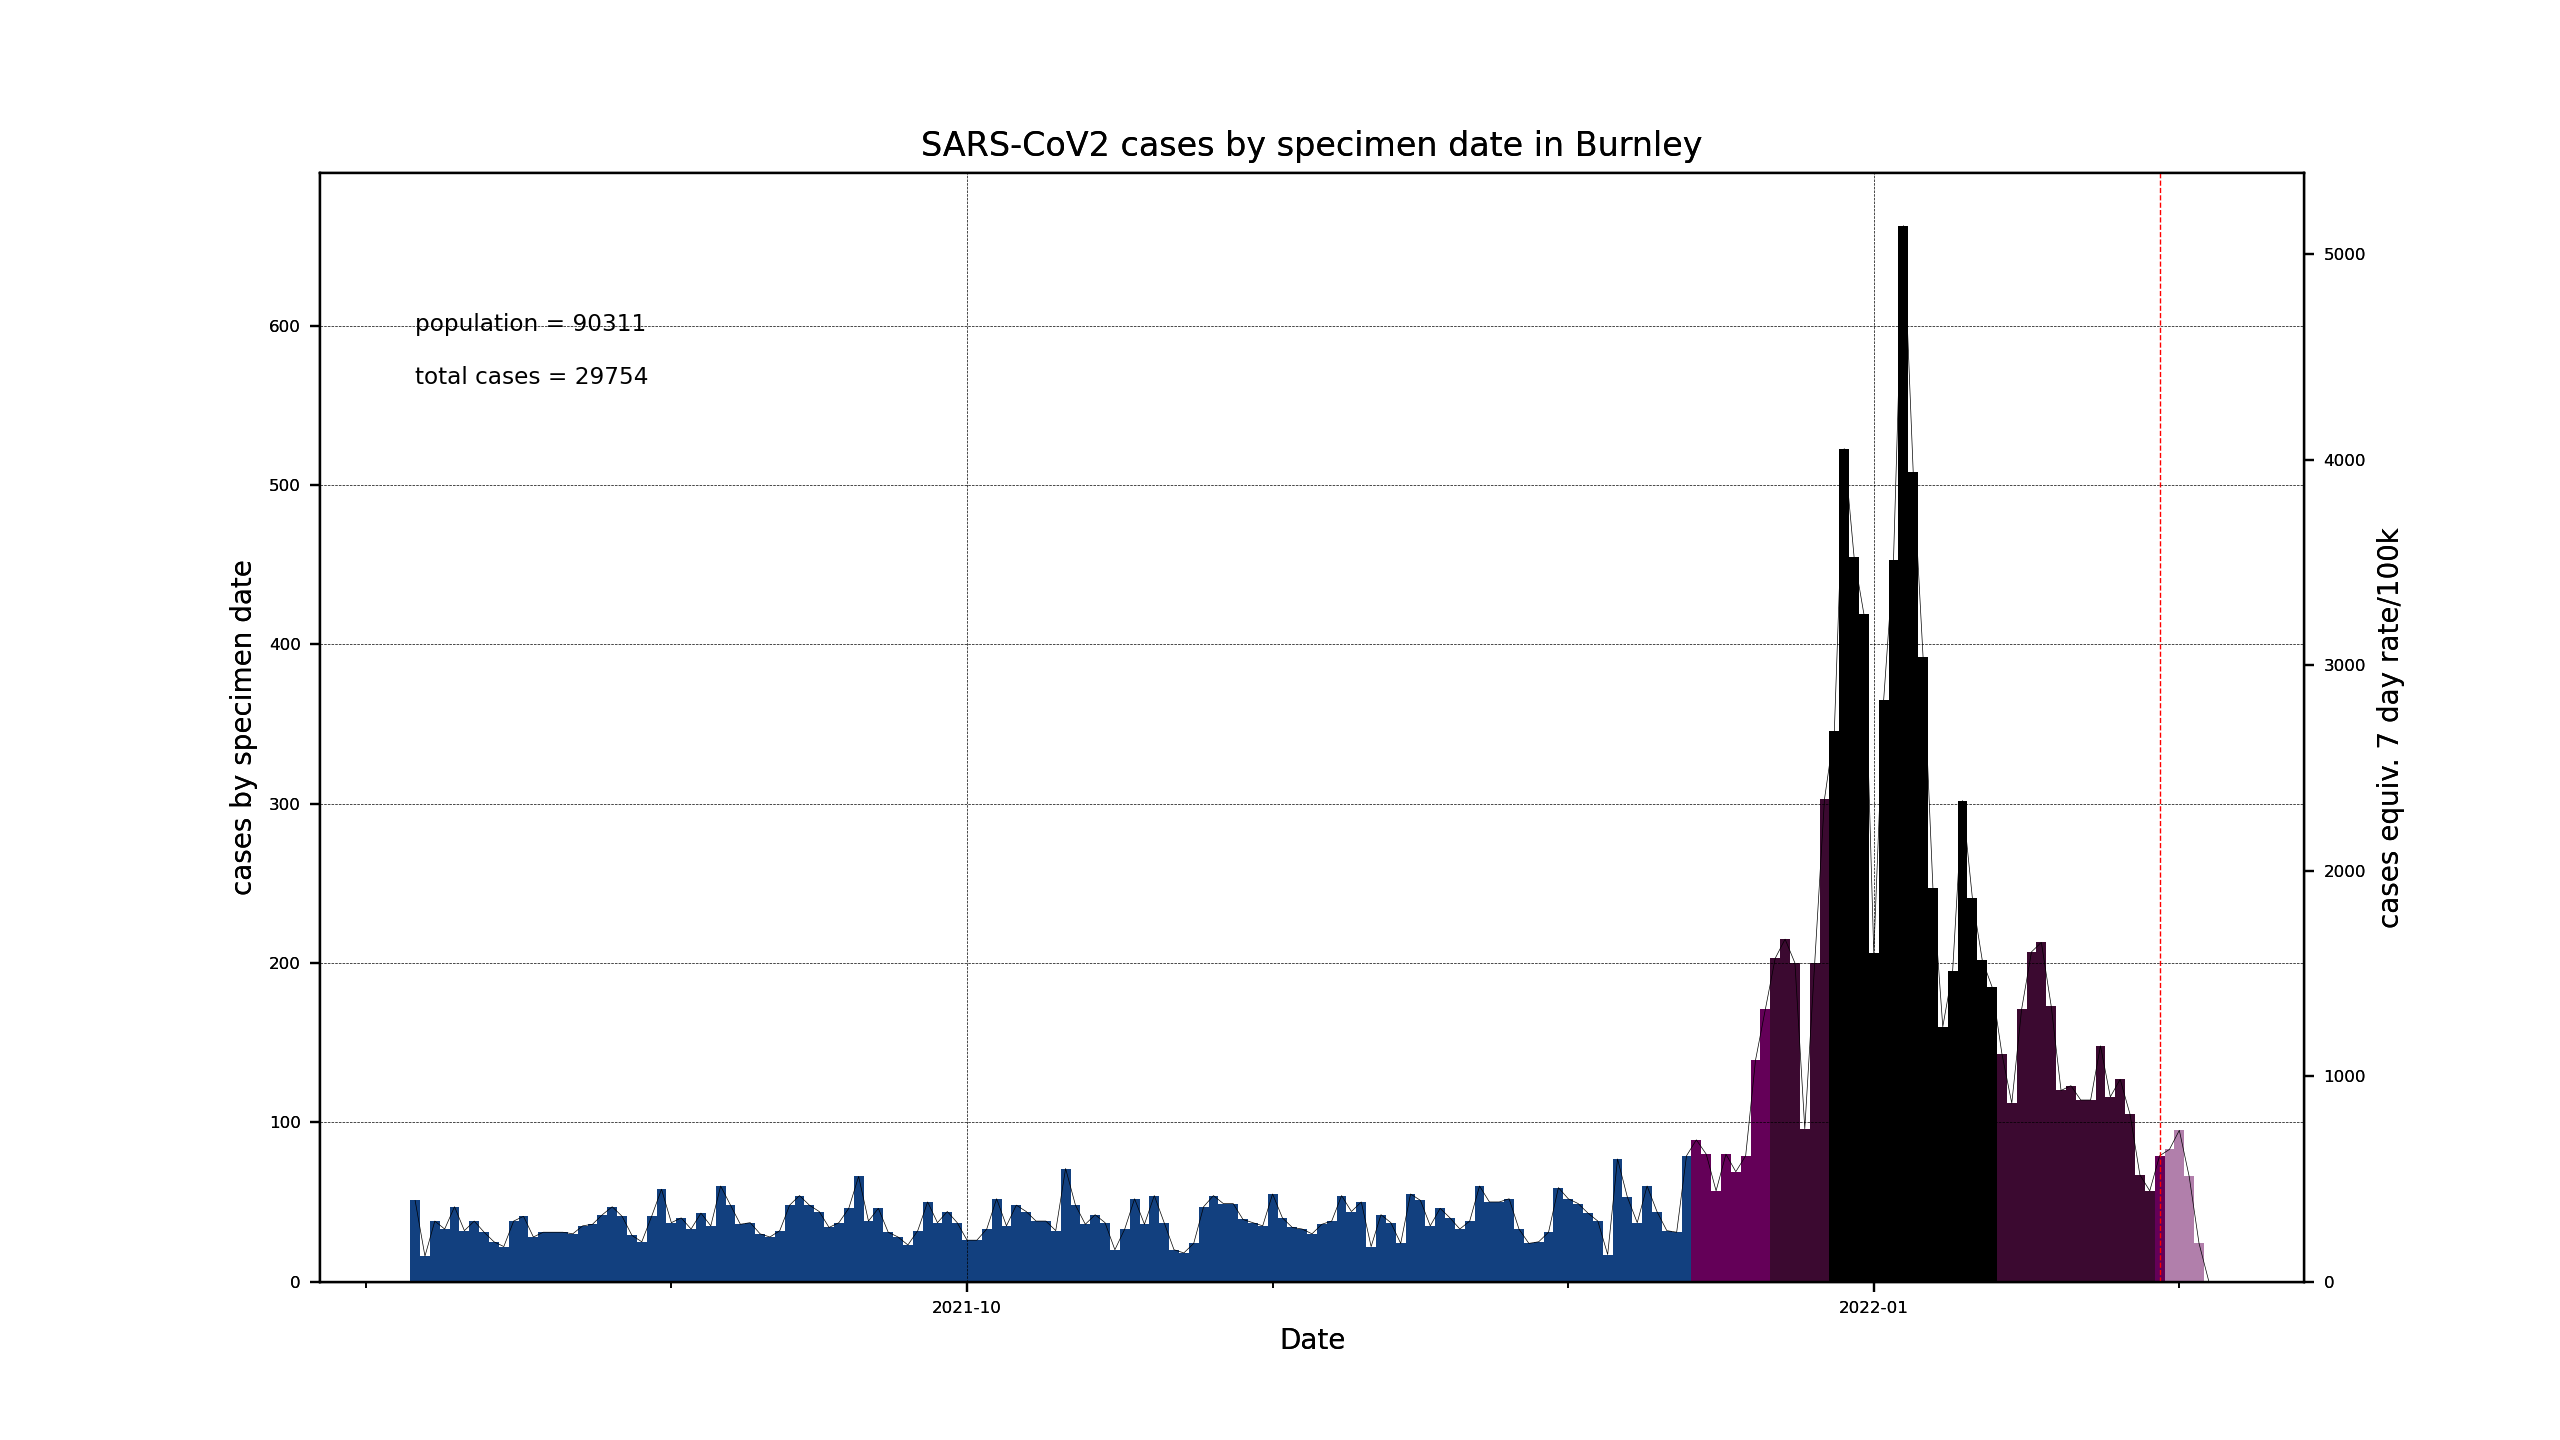 SARS-CoV2 cases by specimen date in Burnley
population = 90311
total cases = 29754
cases by specimen date
600
500
400
300
200
100
0
5000
4000
3000
2000
1000
0
cases equiv. 7 day rate/100k
2021-10
2022-01
Date